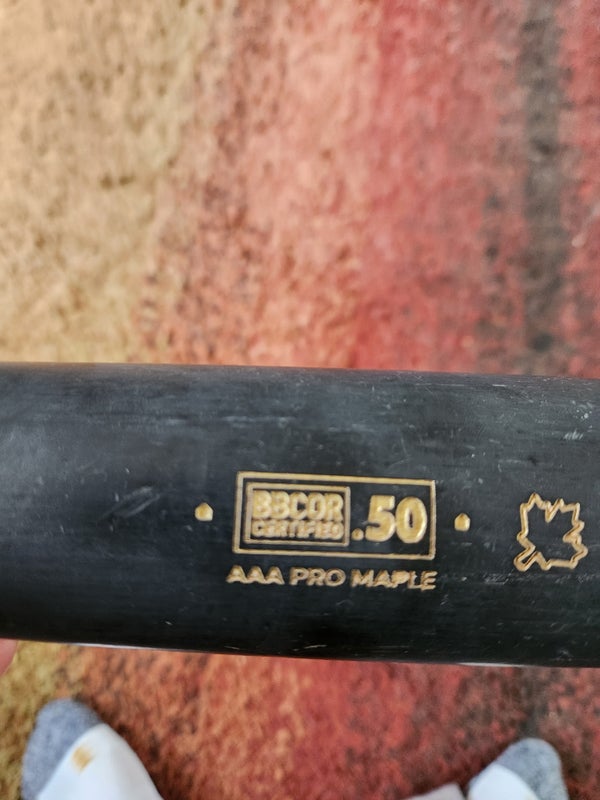 BBCOR
CERTIFIED
.50
AAA PRO MAPLE